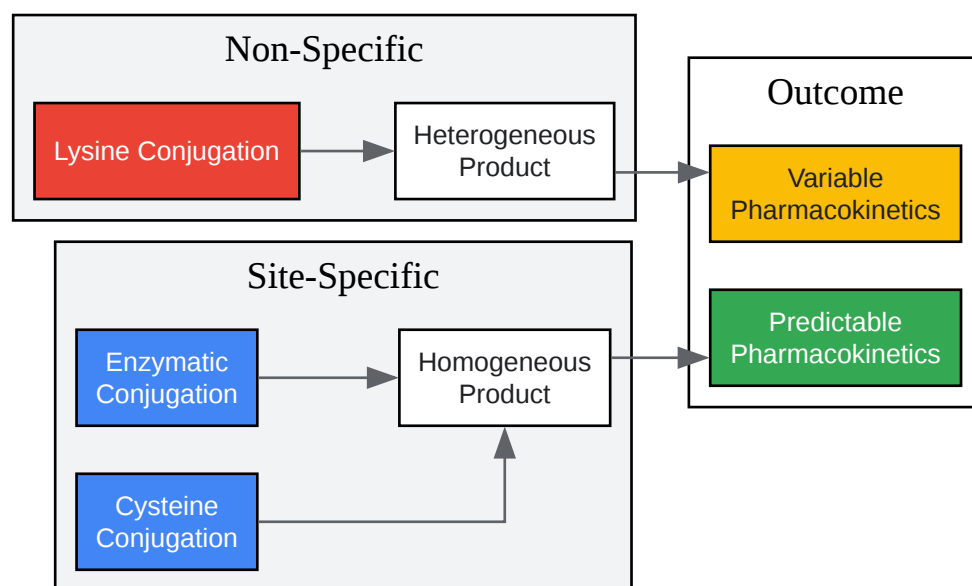 Non-Specific
Lysine Conjugation
Heterogeneous
Product
Outcome
Variable
Pharmacokinetics
Predictable
Pharmacokinetics
Site-Specific
Enzymatic
Conjugation
Homogeneous
Product
Cysteine
Conjugation